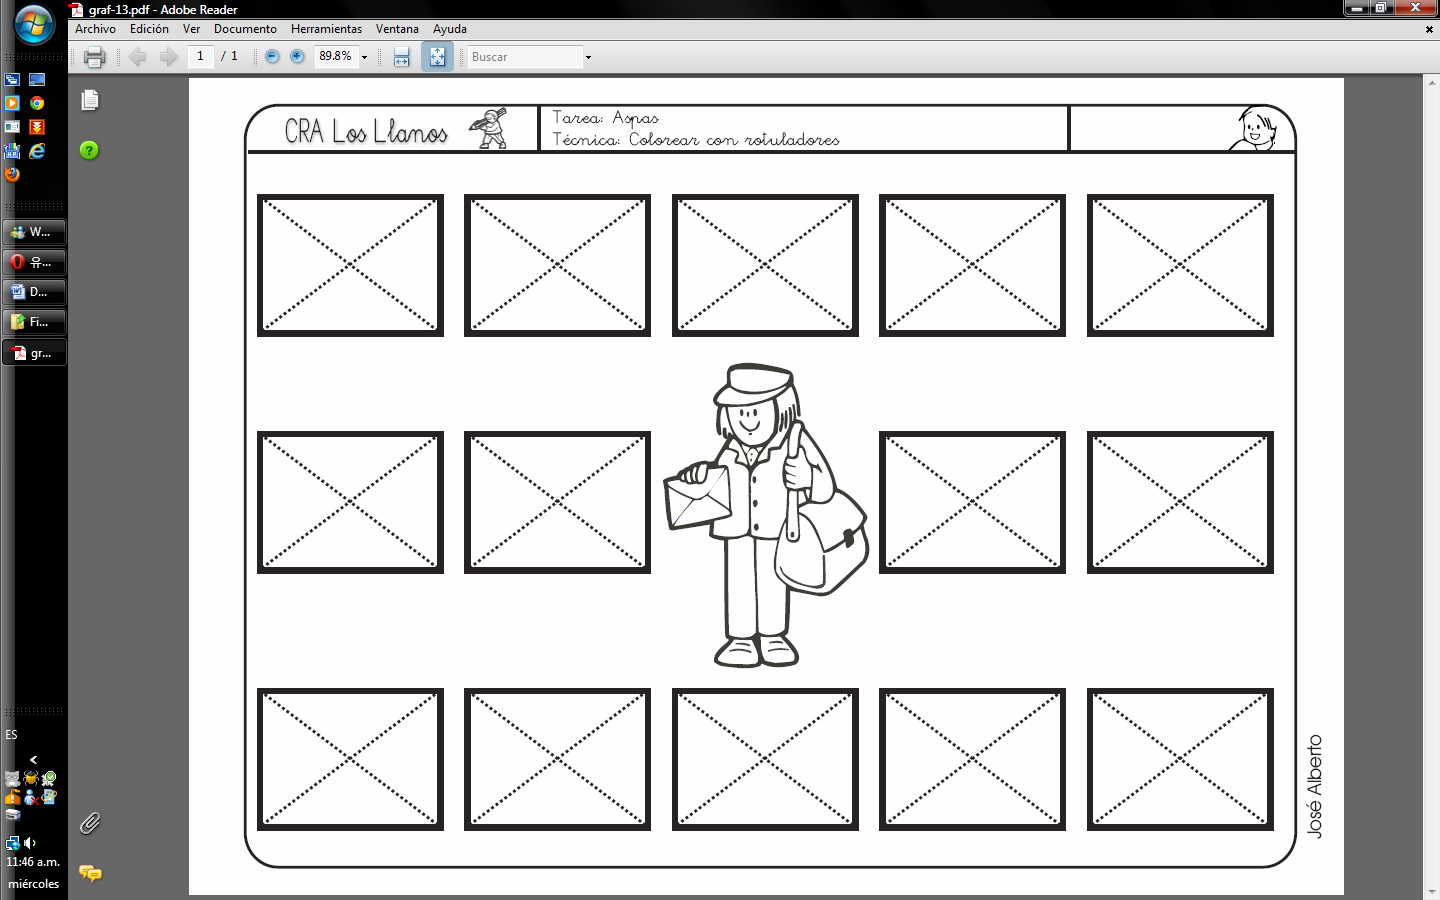 graf-13.pdf - Adobe Reader
Archivo Edición Ver Documento Herramientas Ventana Ayuda
1 / 1 89.8% Buscar
CRA Los Llanos
Tarea: Aspas
Técnica: Colorear con rotuladores
José Alberto
W...
유...
D...
Fi...
gr...
ES
11:46 a.m.
miércoles